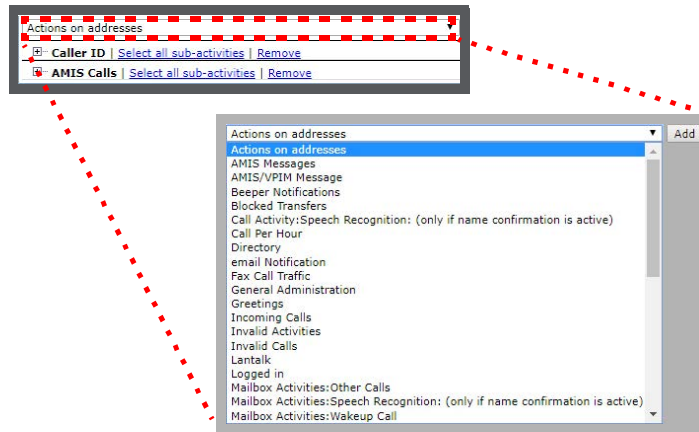 Actions on addresses
Caller ID | Select all sub-activities | Remove
AMIS Calls | Select all sub-activities | Remove
Actions on addresses Add
Actions on addresses
AMIS Messages
AMIS/VPIM Message
Beeper Notifications
Blocked Transfers
Call Activity:Speech Recognition: (only if name confirmation is active)
Call Per Hour
Directory
email Notification
Fax Call Traffic
General Administration
Greetings
Incoming Calls
Invalid Activities
Invalid Calls
Lantalk
Logged in
Mailbox Activities:Other Calls
Mailbox Activities:Speech Recognition: (only if name confirmation is active)
Mailbox Activities:Wakeup Call